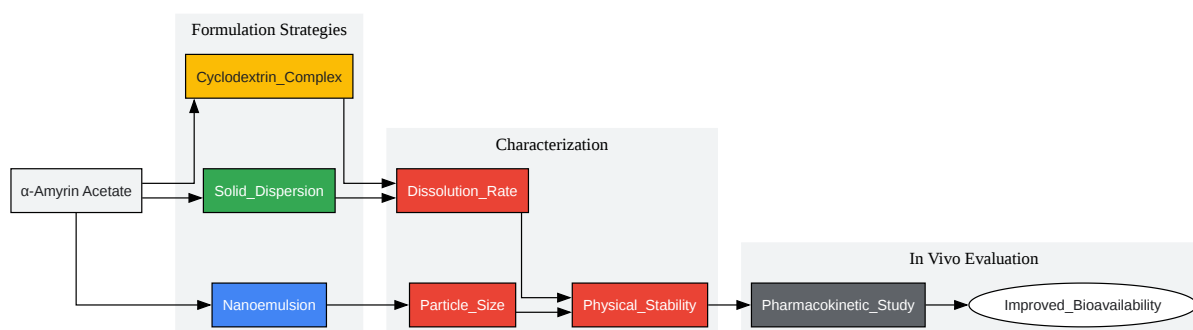 Formulation Strategies
Cyclodextrin_Complex
Characterization
α-Amyrin Acetate
Solid_Dispersion
Dissolution_Rate
In Vivo Evaluation
Nanoemulsion
Particle_Size
Physical_Stability
Pharmacokinetic_Study
Improved_Bioavailability